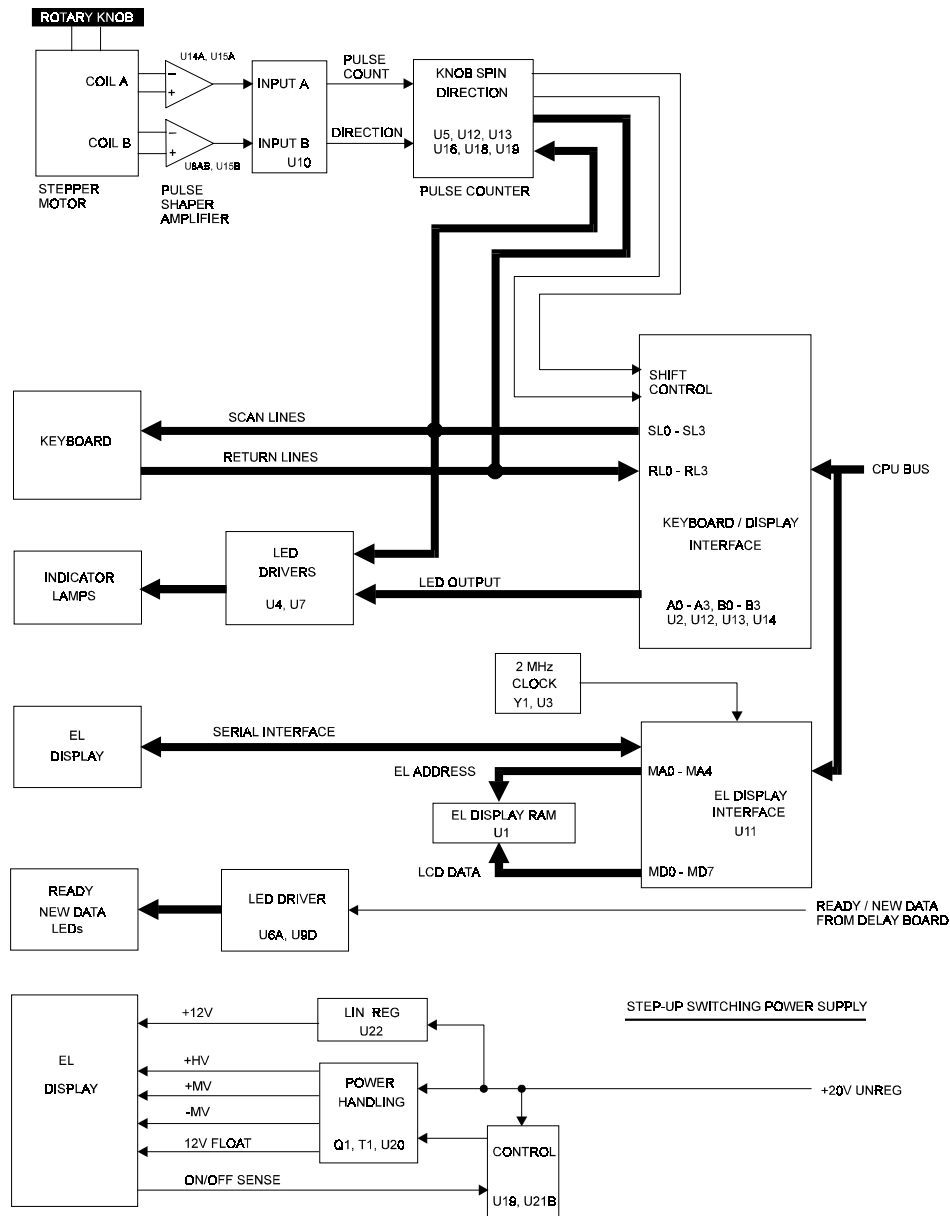 ROTARY KNOB
COIL A
COIL B
STEPPER
MOTOR
U14A, U15A
−
+
−
+
U8AB, U15B
PULSE
SHAPER
AMPLIFIER
INPUT A
INPUT B
U10
PULSE
COUNT
DIRECTION
KNOB SPIN
DIRECTION
U5, U12, U13
U16, U18, U19
PULSE COUNTER
KEYBOARD
SCAN LINES
RETURN LINES
SHIFT
CONTROL
SL0 - SL3
RL0 - RL3
KEYBOARD / DISPLAY
INTERFACE
A0 - A3, B0 - B3
U2, U12, U13, U14
CPU BUS
INDICATOR
LAMPS
LED
DRIVERS
U4, U7
LED OUTPUT
2 MHz
CLOCK
Y1, U3
EL
DISPLAY
SERIAL INTERFACE
EL ADDRESS
MA0 - MA4
EL DISPLAY
INTERFACE
U11
EL DISPLAY RAM
U1
LCD DATA
MD0 - MD7
READY
NEW DATA
LEDs
LED DRIVER
U6A, U9D
READY / NEW DATA
FROM DELAY BOARD
STEP-UP SWITCHING POWER SUPPLY
EL
DISPLAY
+12V
LIN REG
U22
+HV
+MV
-MV
12V FLOAT
POWER
HANDLING
Q1, T1, U20
+20V UNREG
ON/OFF SENSE
CONTROL
U19, U21B